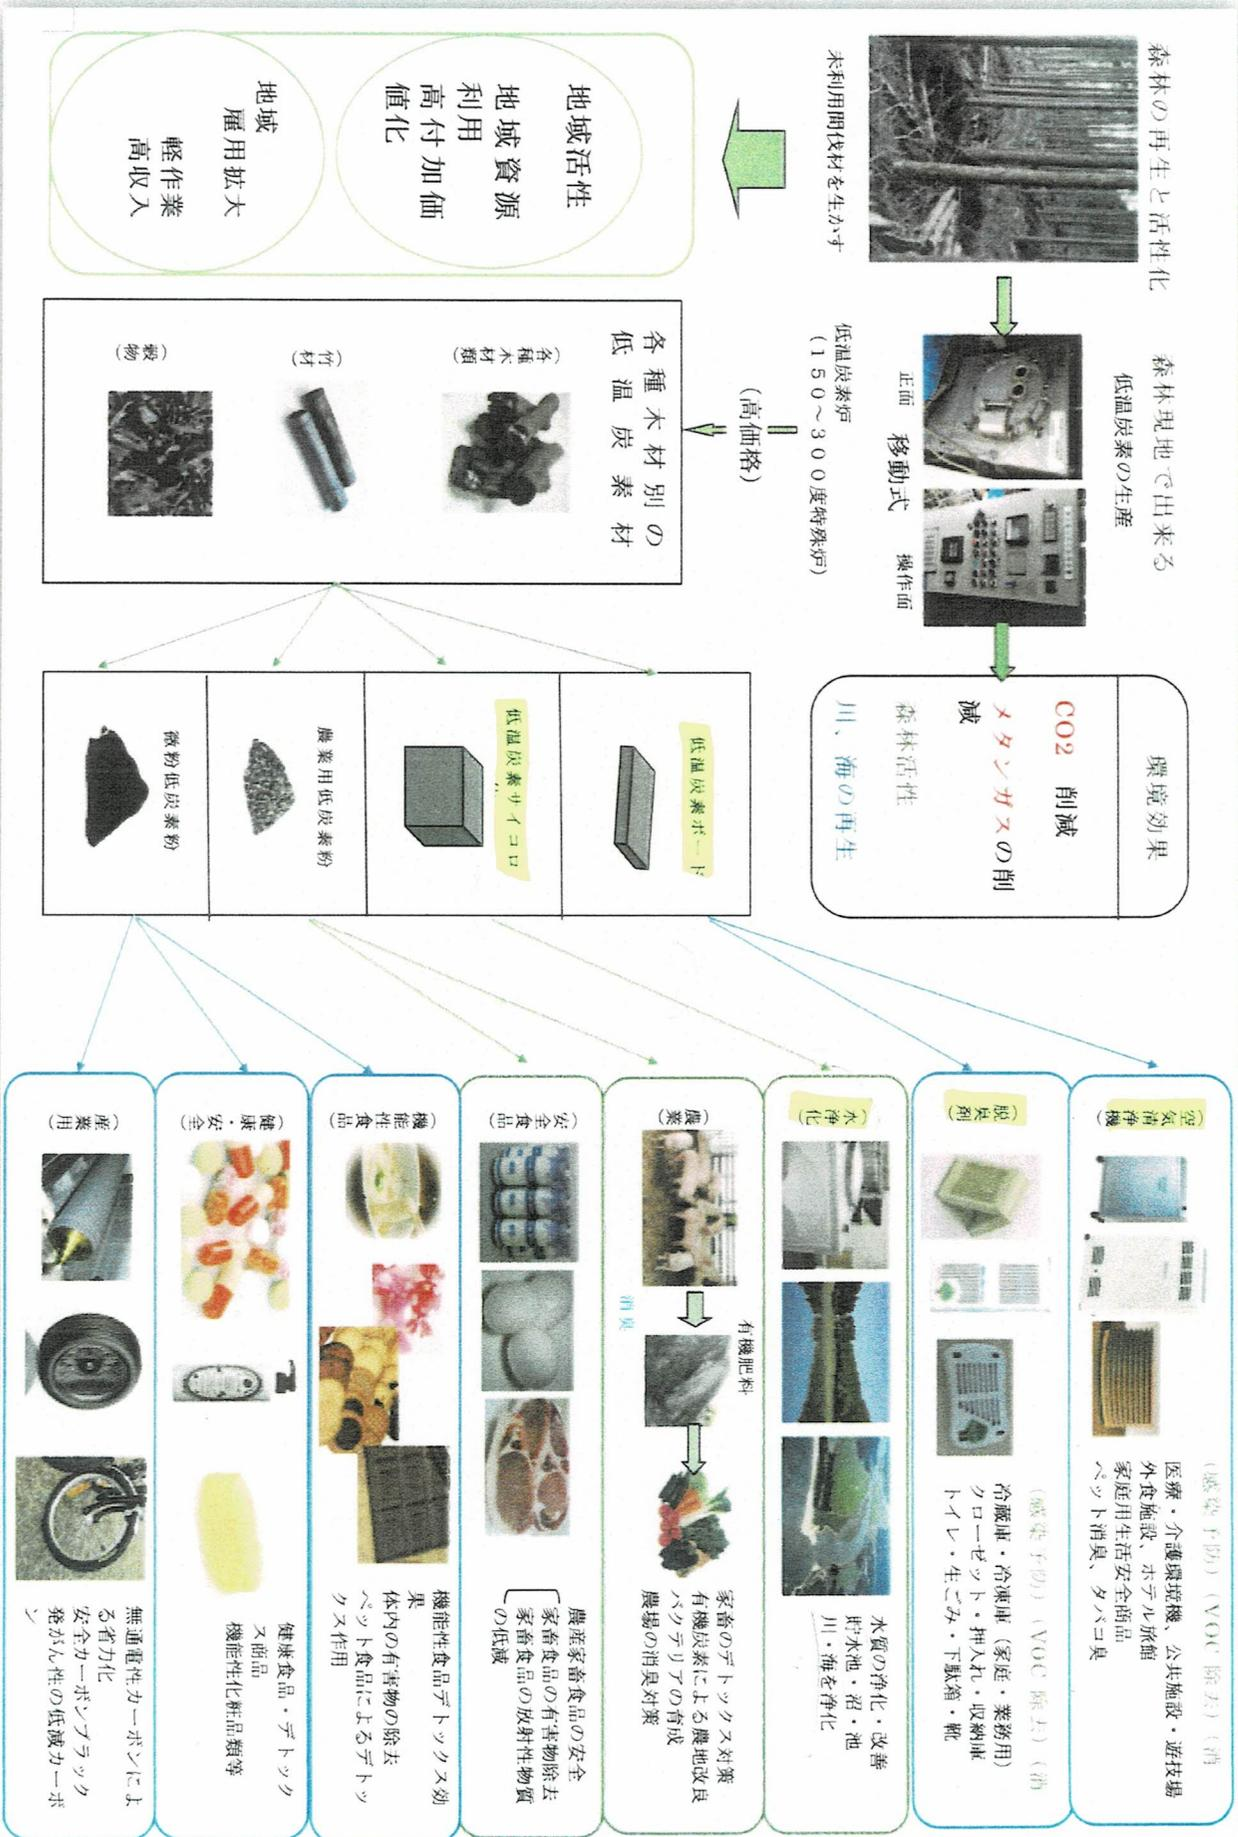 森林の再生と活性化
未利用間伐材を生かす
地域活性
地域資源
利用
高付加価
値化
地域
雇用拡大
軽作業
高収入
森林現地で出来る
低温炭素の生産
正面
移動式
操作面
低温炭素炉
(150～300度特殊炉)
(高価格)
各種木材別の
低温炭素材
(各種木材類)
(竹材)
(穀物)
環境効果
CO2 削減
メタンガスの削
減
森林活性
川、海の再生
低温炭素ボード
低温炭素サイコロ
農業用低炭素粉
微粉低炭素粉
(空気清浄機)
(感染予防)(VOC除去)(消
医療・介護環境機、公共施設・遊技場
外食施設、ホテル旅館
家庭用生活安全商品
ペット消臭、タバコ臭
(脱臭剤)
(感染予防)(VOC除去)(消
冷蔵庫・冷凍庫(家庭・業務用)
クローゼット・押入れ・収納庫
トイレ・生ごみ・下駄箱・靴
(水浄化)
水質の浄化・改善
貯水池・沼・池
川・海を浄化
(農業)
有機肥料
消臭
家畜のデトックス対策
有機炭素による農地改良
バクテリアの育成
農場の消臭対策
(安全食品)
農産家畜食品の安全
家畜食品の有害物除去
家畜食品の放射性物質
の低減
(機能性食品)
機能性食品デトックス効
果
体内の有害物の除去
ペット食品によるデトッ
クス作用
(健康・安全)
健康食品・デトック
ス商品
機能性化粧品類等
(産業用)
無通電性カーボンによ
る省力化
安全カーボンブラック
発がん性の低減カーボ
ン